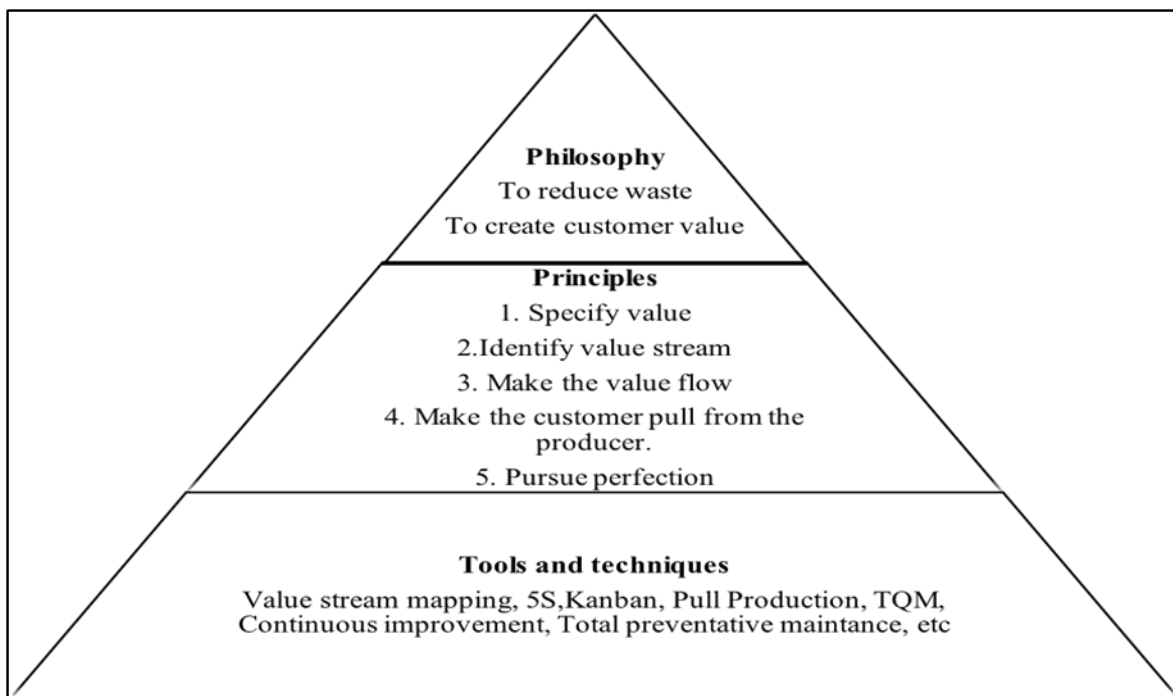 Philosophy
To reduce waste
To create customer value
Principles
1. Specify value
2.Identify value stream
3. Make the value flow
4. Make the customer pull from the
producer.
5. Pursue perfection
Tools and techniques
Value stream mapping, 5S,Kanban, Pull Production, TQM,
Continuous improvement, Total preventative maintance, etc